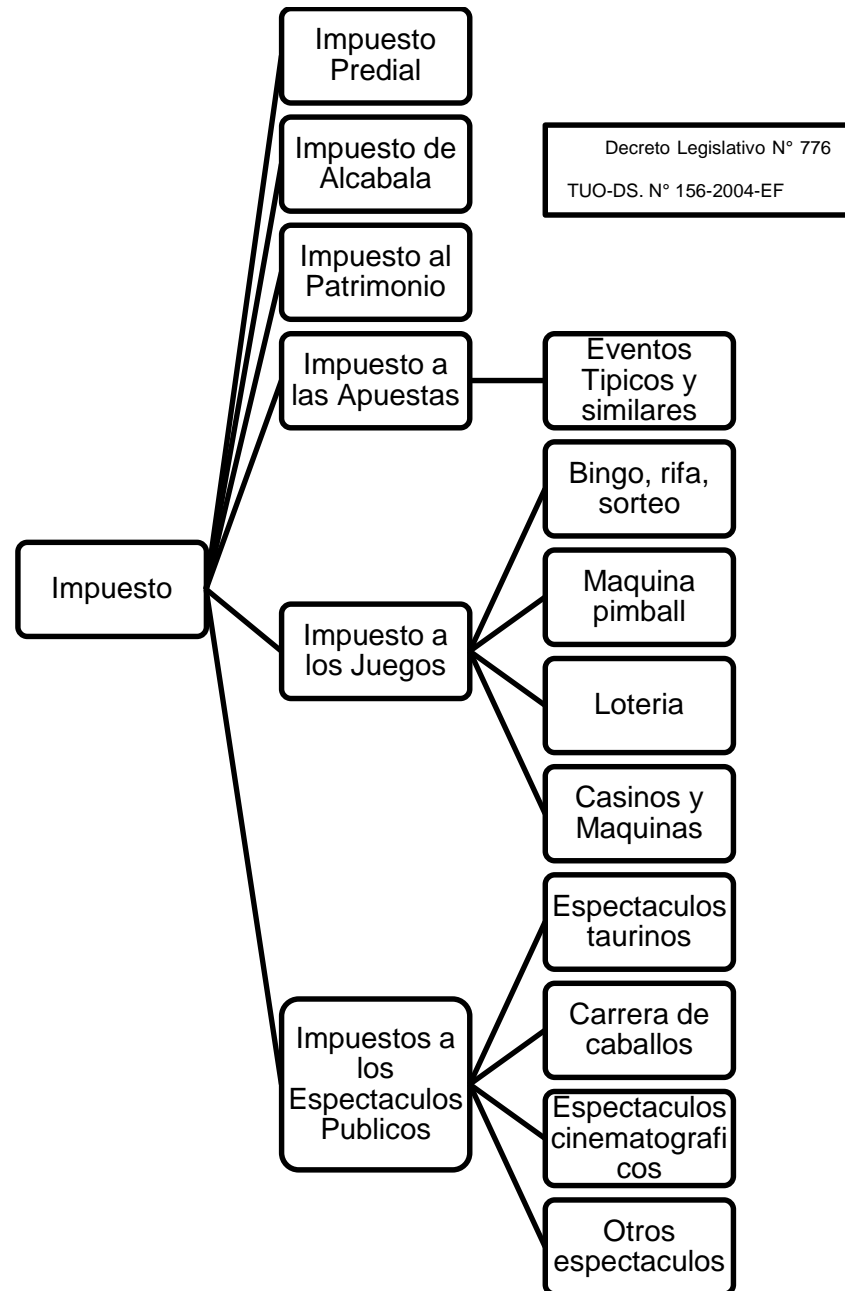 Impuesto
Predial
Impuesto de
Alcabala
Decreto Legislativo N° 776
TUO-DS. N° 156-2004-EF
Impuesto al
Patrimonio
Impuesto a
las Apuestas
Eventos
Tipicos y
similares
Bingo, rifa,
sorteo
Impuesto
Maquina
pimball
Impuesto a
los Juegos
Loteria
Casinos y
Maquinas
Espectaculos
taurinos
Impuestos a
los
Espectaculos
Publicos
Carrera de
caballos
Espectaculos
cinematografi
cos
Otros
espectaculos